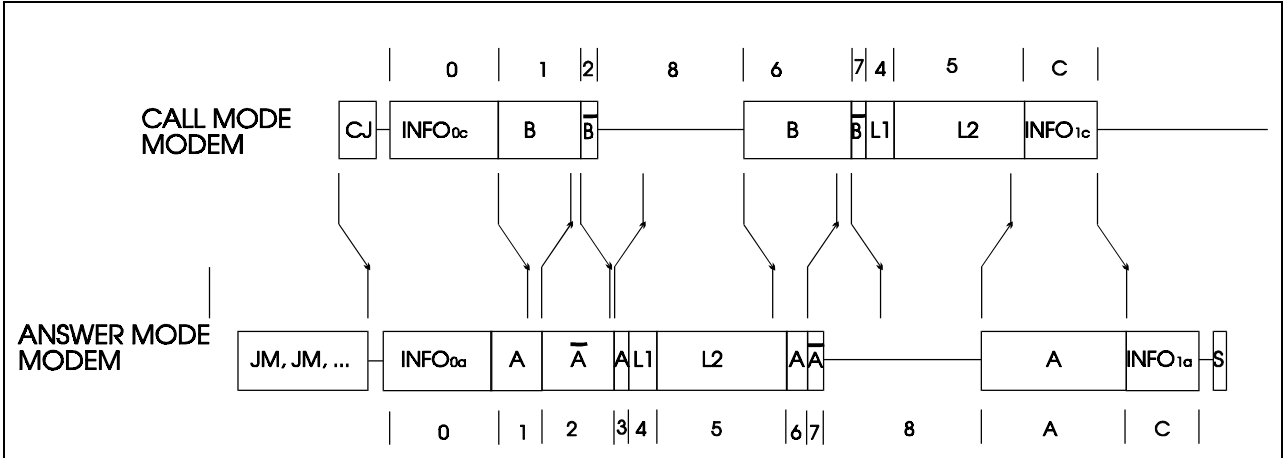 0 1 2 8 6 7 4 5 C
CALL MODE
MODEM
CJ INFO0c B B̅ B B̅ L1 L2 INFO1c
ANSWER MODE
MODEM
JM, JM, ... INFO0a A A̅ A L1 L2 A A̅ A INFO1a S
0 1 2 3 4 5 6 7 8 A C